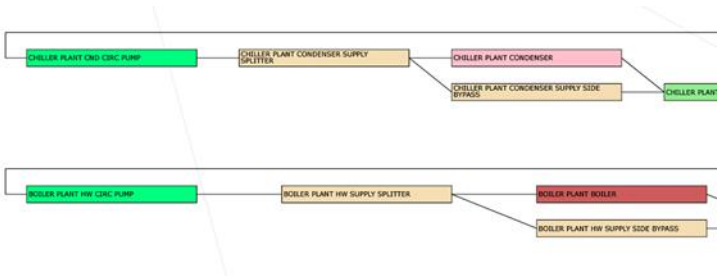 CHILLER PLANT CND CIRC PUMP
CHILLER PLANT CONDENSER SUPPLY
SPLITTER
CHILLER PLANT CONDENSER
CHILLER PLANT CONDENSER SUPPLY SIDE
BYPASS
CHILLER PLANT
BOILER PLANT HW CIRC PUMP
BOILER PLANT HW SUPPLY SPLITTER
BOILER PLANT BOILER
BOILER PLANT HW SUPPLY SIDE BYPASS